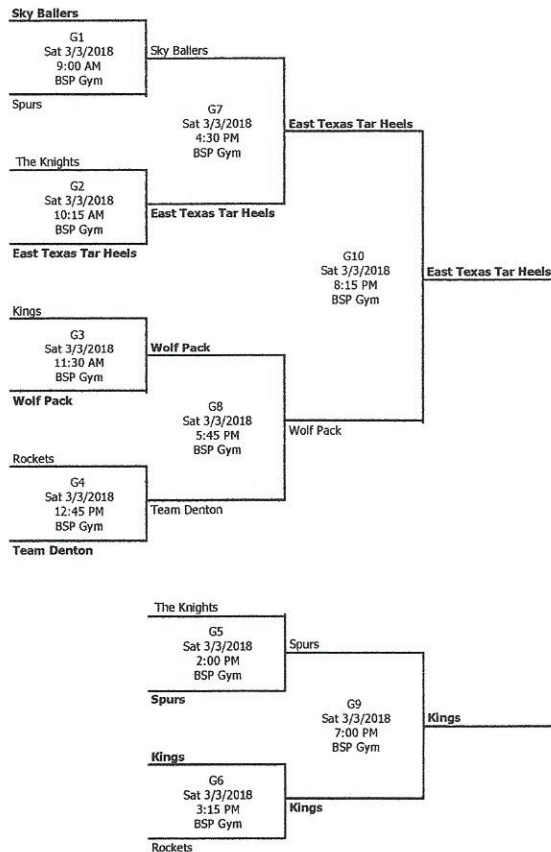 Sky Ballers
G1
Sat 3/3/2018
9:00 AM
BSP Gym
Spurs
Sky Ballers
G7
Sat 3/3/2018
4:30 PM
BSP Gym
East Texas Tar Heels
The Knights
G2
Sat 3/3/2018
10:15 AM
BSP Gym
East Texas Tar Heels
East Texas Tar Heels
G10
Sat 3/3/2018
8:15 PM
BSP Gym
East Texas Tar Heels
Kings
G3
Sat 3/3/2018
11:30 AM
BSP Gym
Wolf Pack
Wolf Pack
G8
Sat 3/3/2018
5:45 PM
BSP Gym
Wolf Pack
Rockets
G4
Sat 3/3/2018
12:45 PM
BSP Gym
Team Denton
Team Denton
The Knights
G5
Sat 3/3/2018
2:00 PM
BSP Gym
Spurs
Spurs
G9
Sat 3/3/2018
7:00 PM
BSP Gym
Kings
Kings
G6
Sat 3/3/2018
3:15 PM
BSP Gym
Kings
Rockets